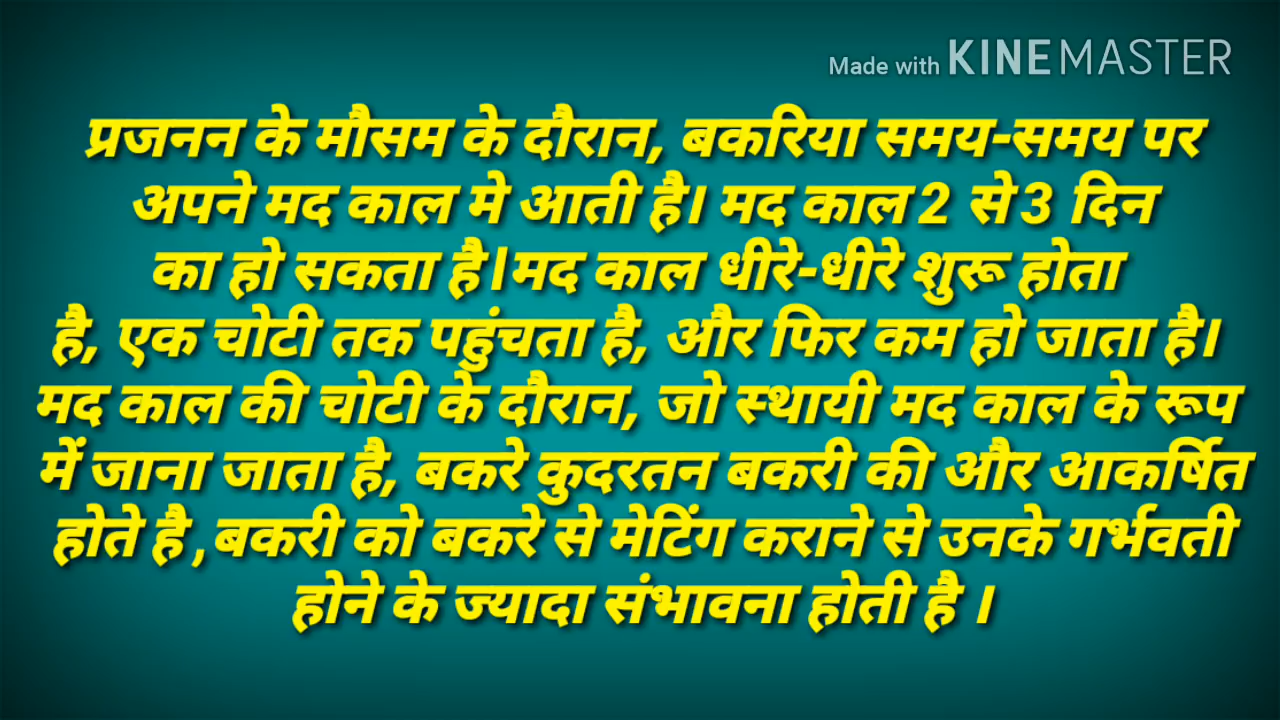 Made with KINEMASTER
प्रजनन के मौसम के दौरान, बकरिया समय-समय पर
अपने मद काल मे आती है। मद काल 2 से 3 दिन
का हो सकता है।मद काल धीरे-धीरे शुरू होता
है, एक चोटी तक पहुंचता है, और फिर कम हो जाता है।
मद काल की चोटी के दौरान, जो स्थायी मद काल के रूप
में जाना जाता है, बकरे कुदरतन बकरी की और आकर्षित
होते है ,बकरी को बकरे से मेटिंग कराने से उनके गर्भवती
होने के ज्यादा संभावना होती है ।